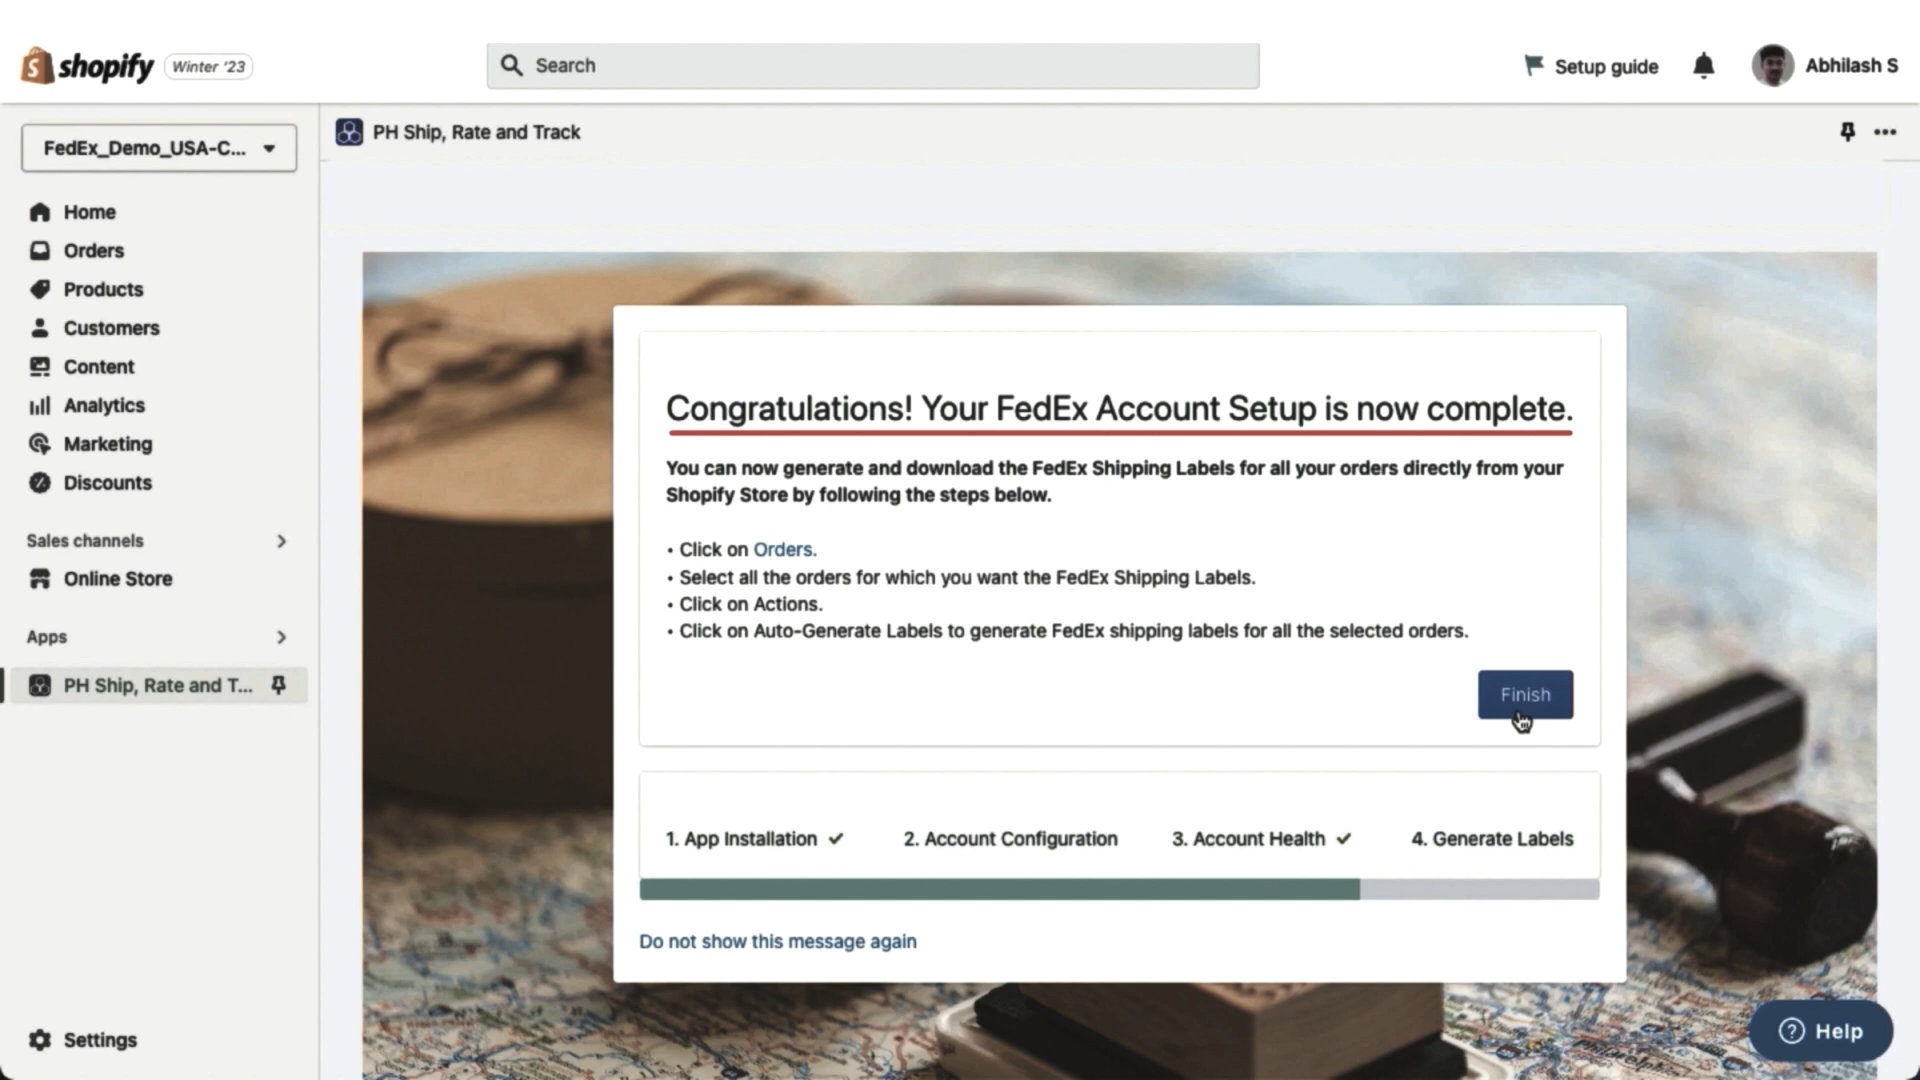 shopify Winter '23
Search
Setup guide
Abhilash S
FedEx_Demo_USA-C...
PH Ship, Rate and Track
Home
Orders
Products
Customers
Content
Analytics
Marketing
Discounts
Sales channels
Online Store
Apps
PH Ship, Rate and T...
Settings
Congratulations! Your FedEx Account Setup is now complete.
You can now generate and download the FedEx Shipping Labels for all your orders directly from your
Shopify Store by following the steps below.
• Click on Orders.
• Select all the orders for which you want the FedEx Shipping Labels.
• Click on Actions.
• Click on Auto-Generate Labels to generate FedEx shipping labels for all the selected orders.
Finish
1. App Installation ✓ 2. Account Configuration 3. Account Health ✓ 4. Generate Labels
Do not show this message again
Help